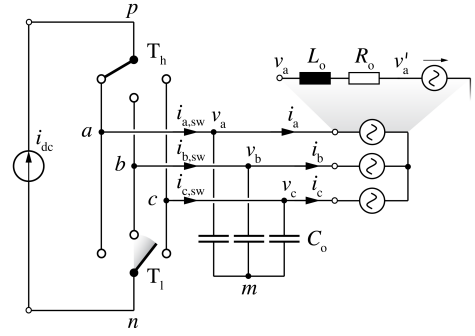 p
T_h
v_a L_o R_o v'_a
i_dc
a i_a,sw v_a i_a
b i_b,sw v_b i_b
c i_c,sw v_c i_c
C_o
T_l
m
n